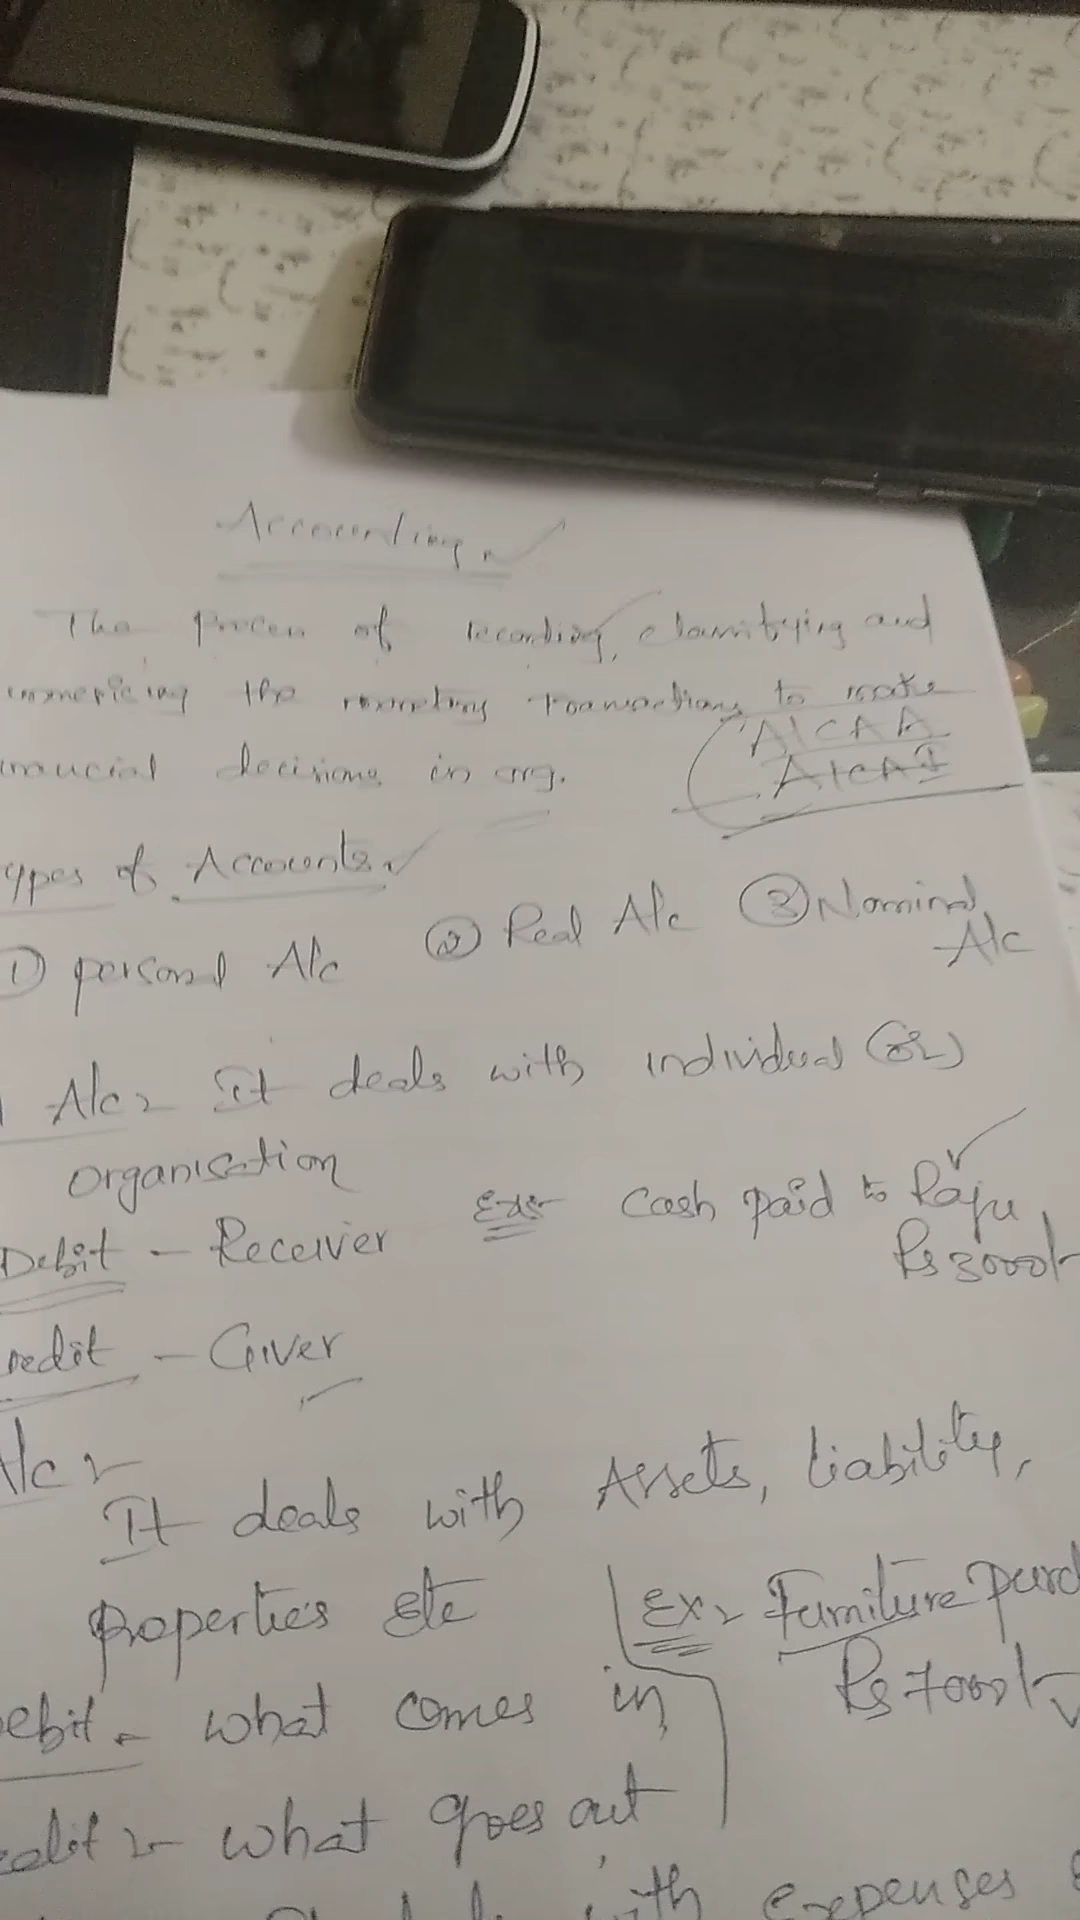 Accounting
The process of recording, classifying and
the monetary transactions to make
decisions in org.
AICAA
AICAI
of Accounts
① personal A/c ② Real A/c ③ Nominal
A/c
A/c It deals with individual (or)
organisation
Debit - Receiver Ex:- Cash paid to Raju
Rs 3000/-
redit - Giver
A/c
It deals with Assets, liability,
properties etc Ex Furniture purc
Rs 7000/-
ebit - what comes in
edit - what goes out
with expenses